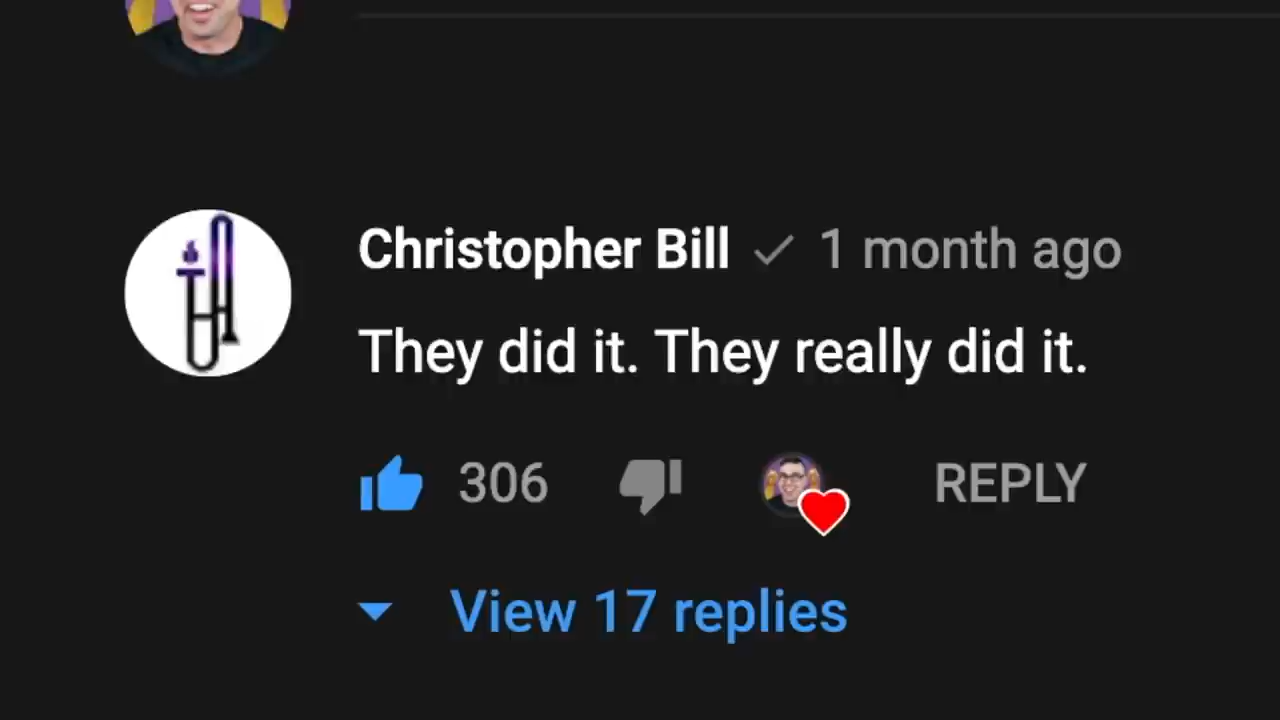 Christopher Bill 1 month ago
They did it. They really did it.
306 REPLY
View 17 replies